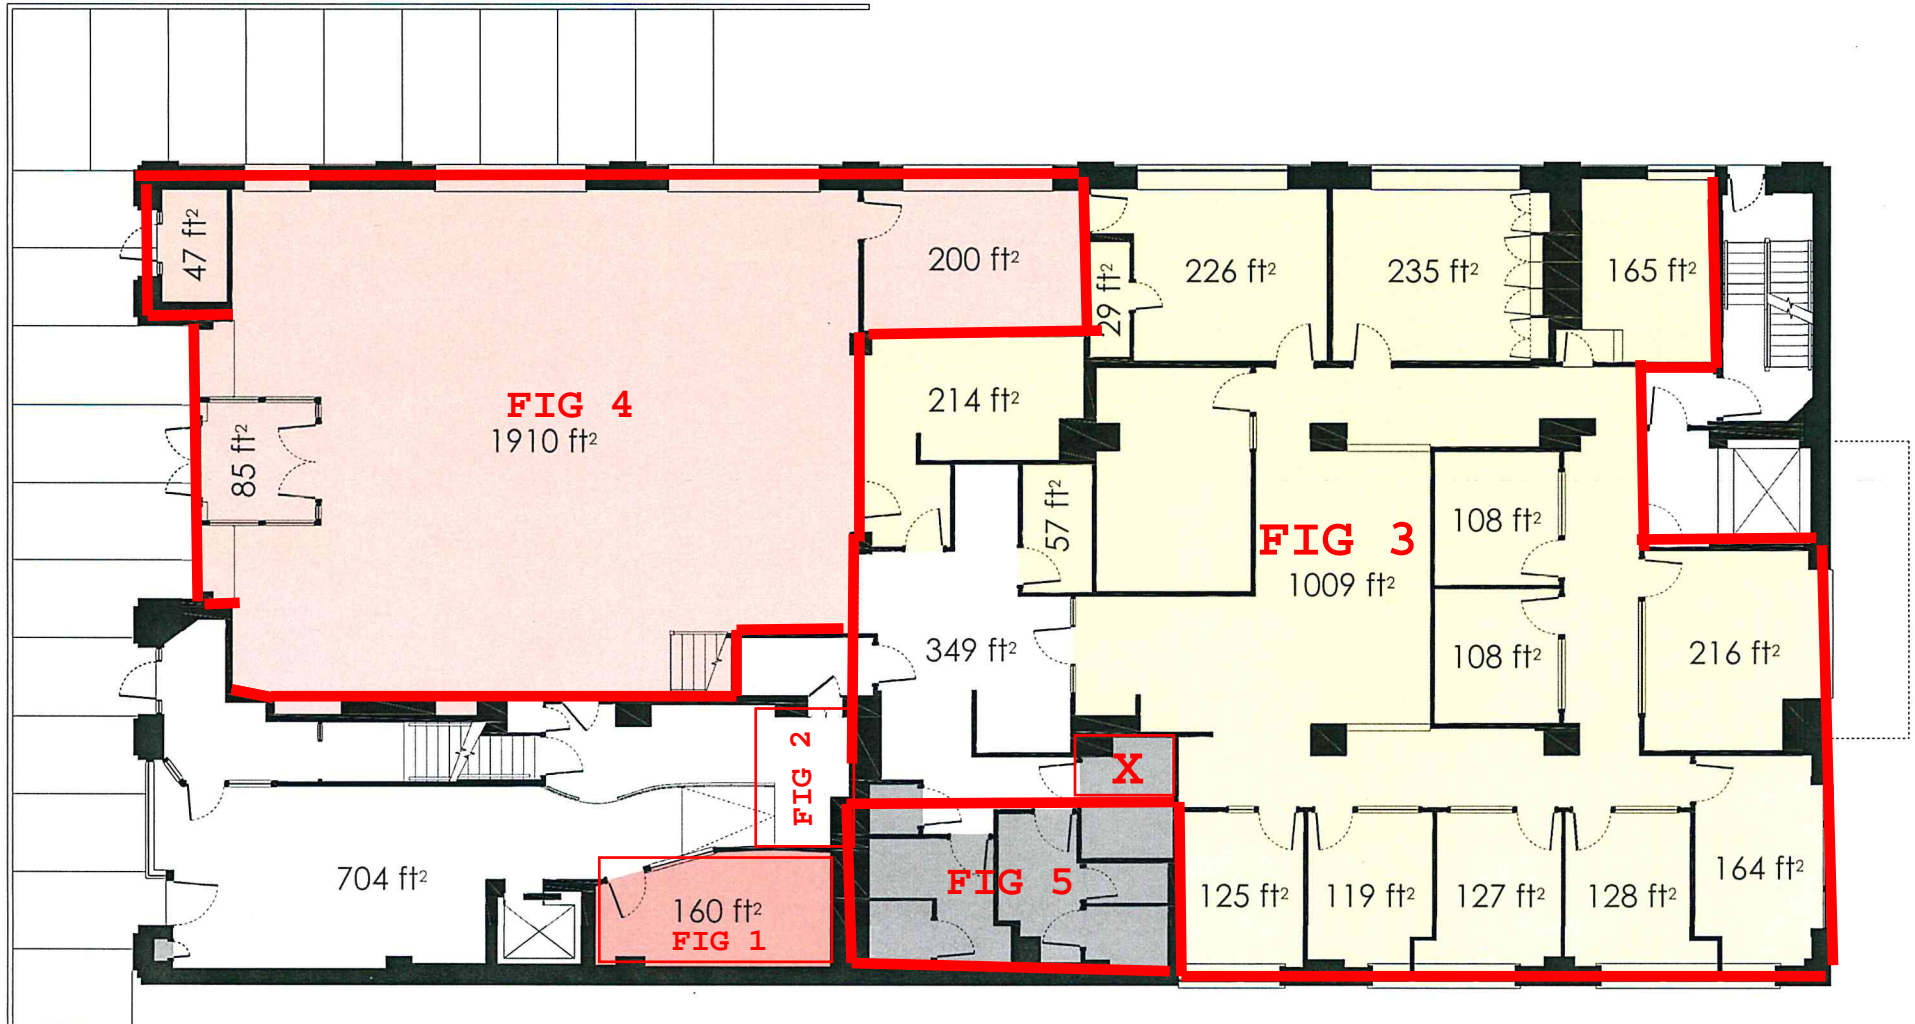 47 ft²
200 ft²
29 ft²
226 ft²
235 ft²
165 ft²
FIG 4
1910 ft²
85 ft²
214 ft²
57 ft²
FIG 3
1009 ft²
108 ft²
108 ft²
349 ft²
216 ft²
FIG 2
X
704 ft²
160 ft²
FIG 1
FIG 5
125 ft²
119 ft²
127 ft²
128 ft²
164 ft²